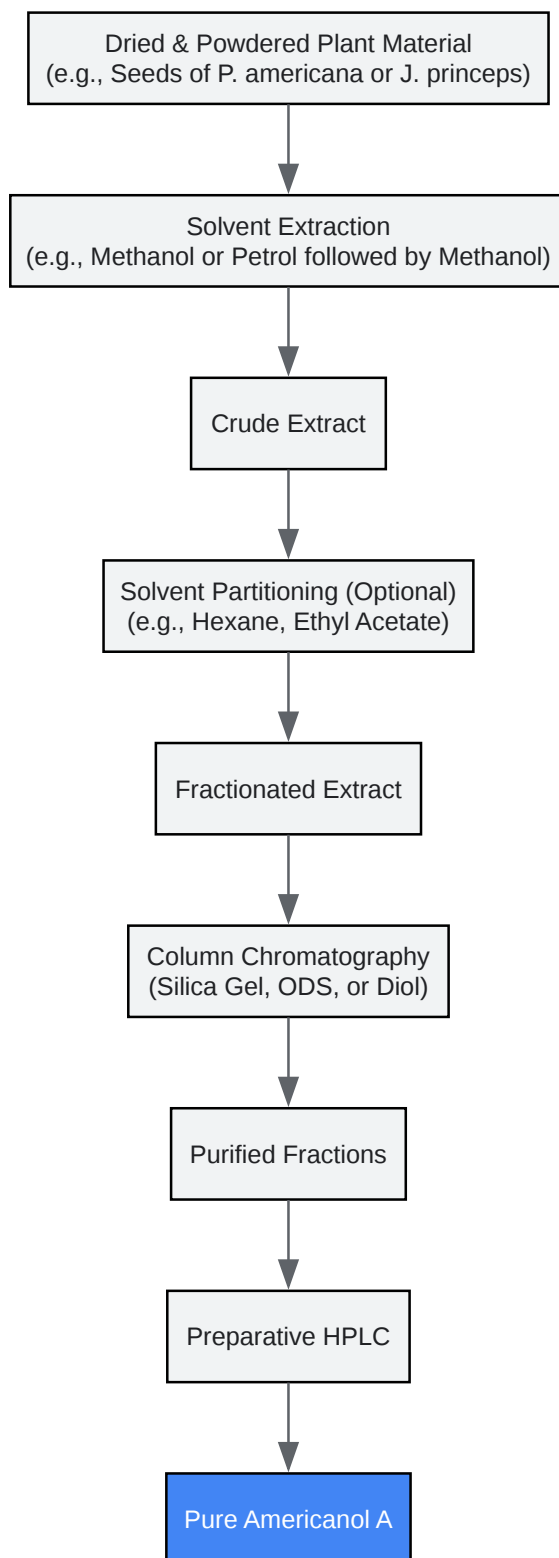 Dried & Powdered Plant Material
(e.g., Seeds of P. americana or J. princeps)
Solvent Extraction
(e.g., Methanol or Petrol followed by Methanol)
Crude Extract
Solvent Partitioning (Optional)
(e.g., Hexane, Ethyl Acetate)
Fractionated Extract
Column Chromatography
(Silica Gel, ODS, or Diol)
Purified Fractions
Preparative HPLC
Pure Americanol A